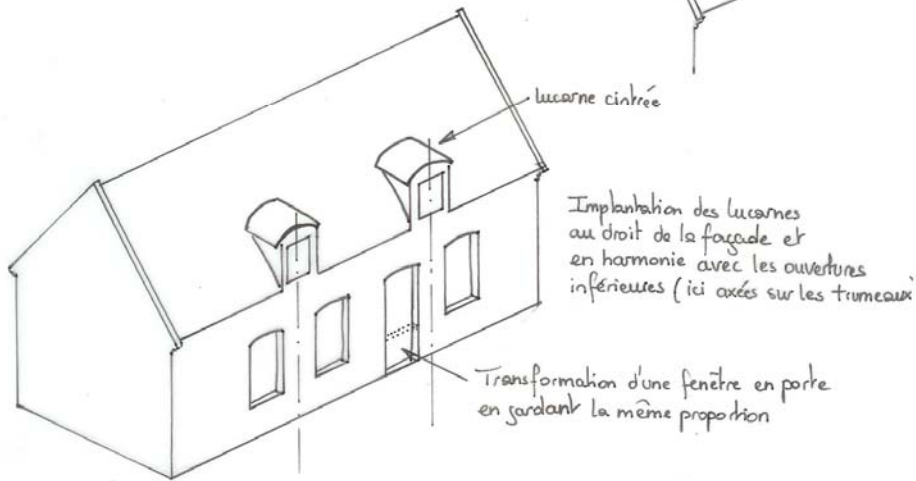 lucarne cintrée
Implantation des lucarnes
au droit de la façade et
en harmonie avec les ouvertures
inférieures (ici axées sur les trumeaux
Transformation d'une fenêtre en porte
en gardant la même proportion